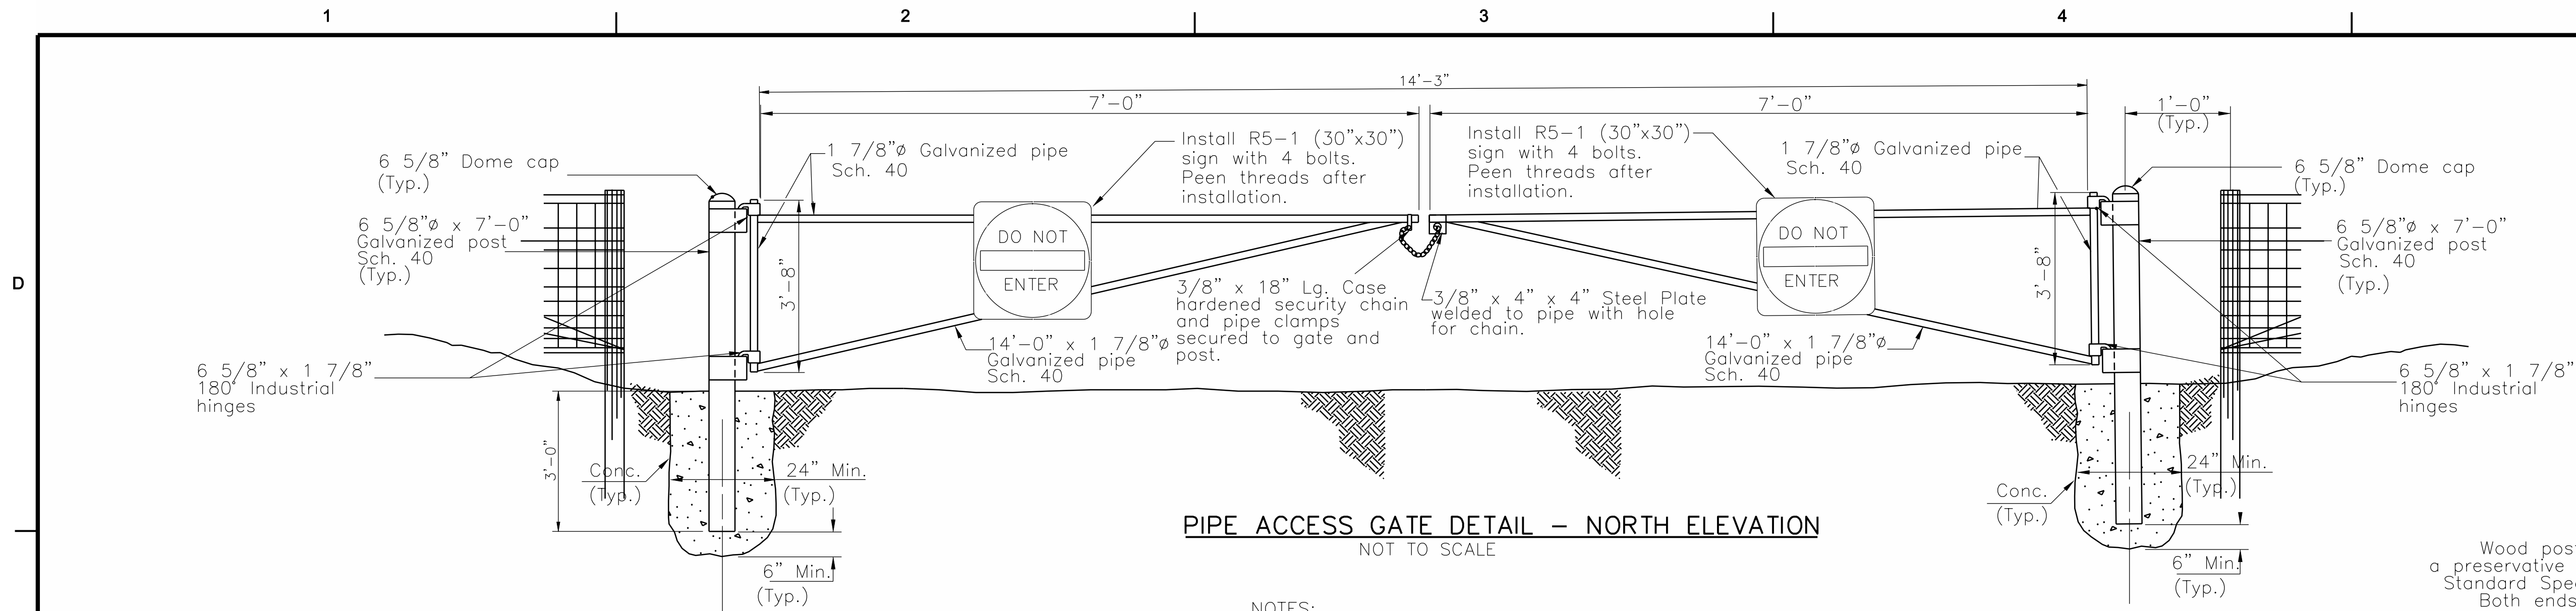 1
2
3
4
D
14'-3"
7'-0"
7'-0"
1'-0"
(Typ.)
6 5/8" Dome cap
(Typ.)
1 7/8"ø Galvanized pipe
Sch. 40
Install R5-1 (30"x30")
sign with 4 bolts.
Peen threads after
installation.
Install R5-1 (30"x30")
sign with 4 bolts.
Peen threads after
installation.
1 7/8"ø Galvanized pipe
Sch. 40
6 5/8" Dome cap
(Typ.)
6 5/8"ø x 7'-0"
Galvanized post
Sch. 40
(Typ.)
3'-8"
DO NOT
ENTER
DO NOT
ENTER
3'-8"
6 5/8"ø x 7'-0"
Galvanized post
Sch. 40
(Typ.)
3/8" x 18" Lg. Case
hardened security chain
and pipe clamps
secured to gate and
post.
3/8" x 4" x 4" Steel Plate
welded to pipe with hole
for chain.
14'-0" x 1 7/8"ø
Galvanized pipe
Sch. 40
14'-0" x 1 7/8"ø
Galvanized pipe
Sch. 40
6 5/8" x 1 7/8"
180° Industrial
hinges
6 5/8" x 1 7/8"
180° Industrial
hinges
3'-0"
Conc.
(Typ.)
24" Min.
(Typ.)
6" Min.
(Typ.)
Conc.
(Typ.)
24" Min.
(Typ.)
6" Min.
(Typ.)
PIPE ACCESS GATE DETAIL – NORTH ELEVATION
NOT TO SCALE
NOTES:
Wood pos
a preservative
Standard Spe
Both ends